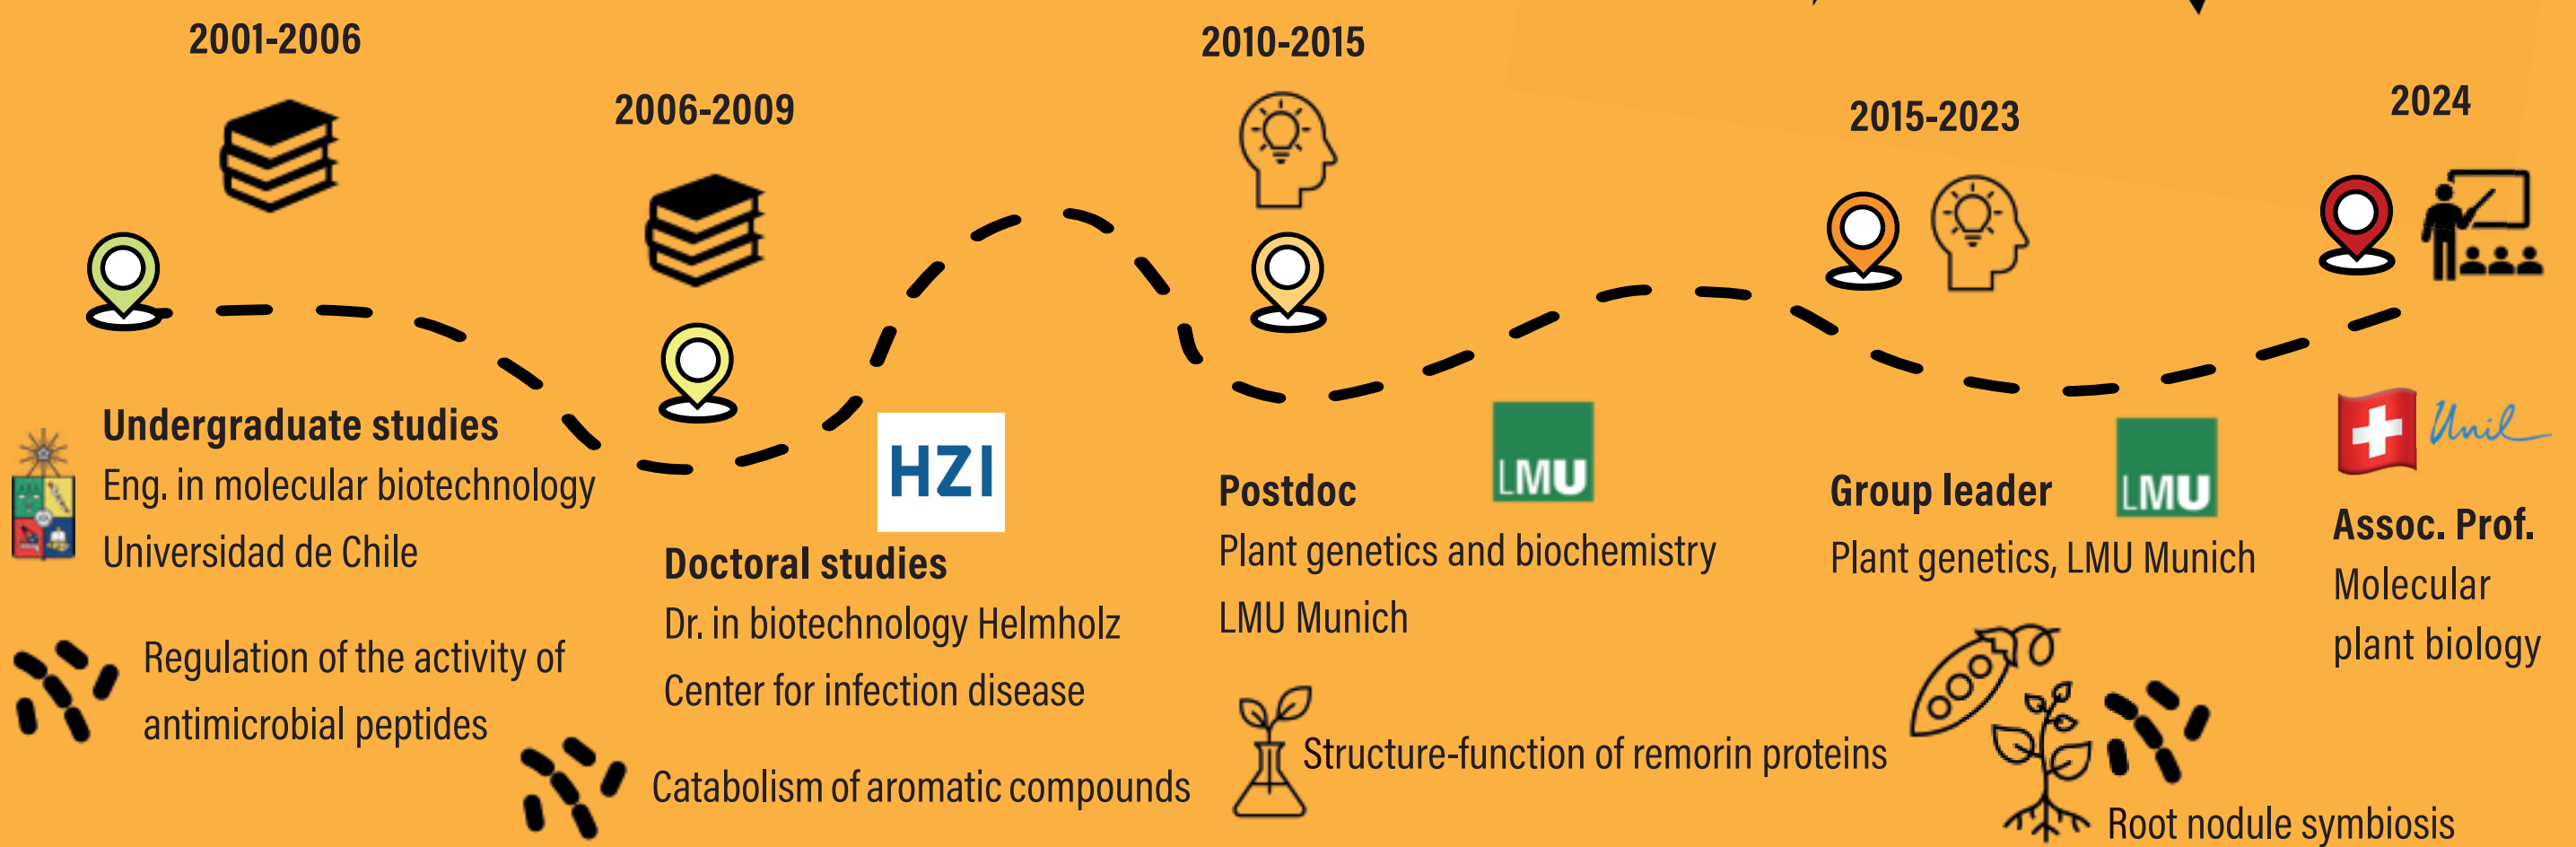 2001-2006
Undergraduate studies
Eng. in molecular biotechnology
Universidad de Chile
Regulation of the activity of
antimicrobial peptides
2006-2009
HZI
Doctoral studies
Dr. in biotechnology Helmholz
Center for infection disease
Catabolism of aromatic compounds
2010-2015
LMU
Postdoc
Plant genetics and biochemistry
LMU Munich
Structure-function of remorin proteins
2015-2023
LMU
Group leader
Plant genetics, LMU Munich
Root nodule symbiosis
2024
Unil
Assoc. Prof.
Molecular
plant biology